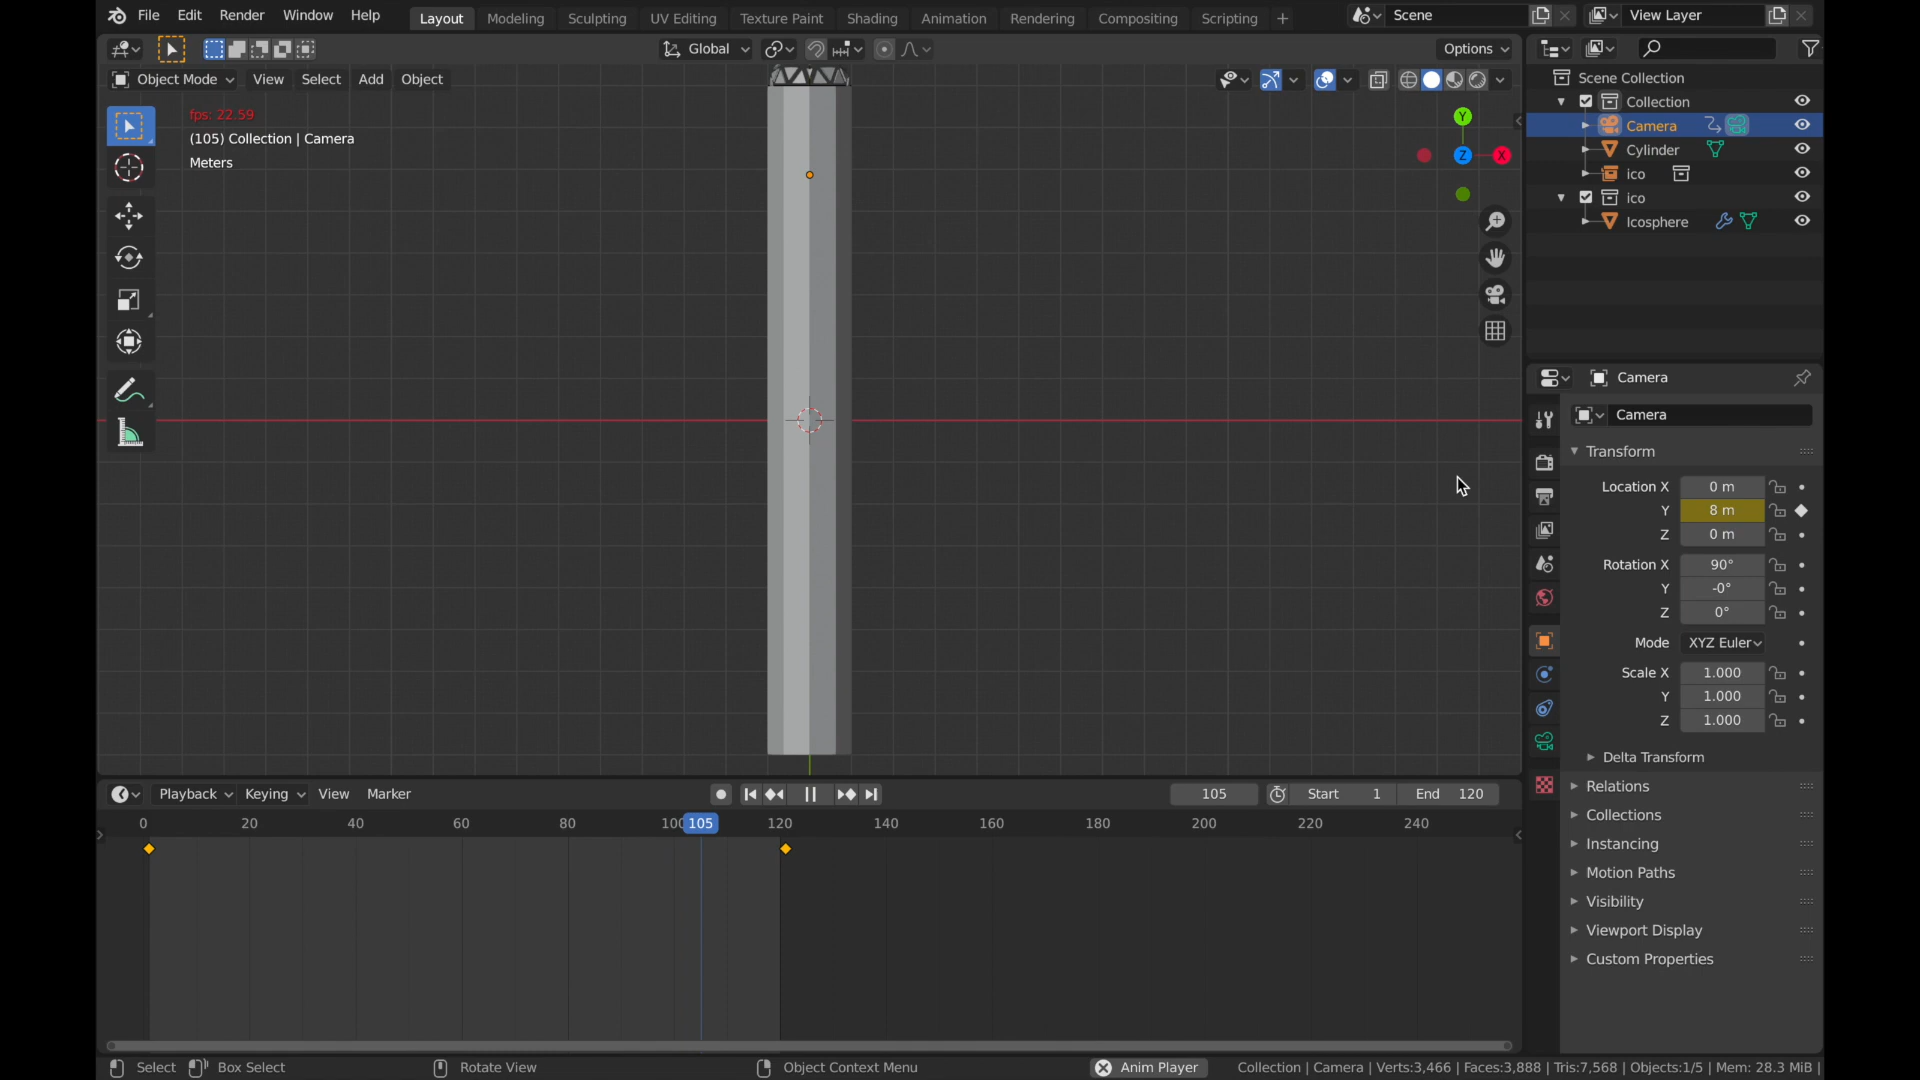 File Edit Render Window Help Layout Modeling Sculpting UV Editing Texture Paint Shading Animation Rendering Compositing Scripting + Scene View Layer
Global Options
Object Mode View Select Add Object
Scene Collection
Collection
Camera
Cylinder
ico
ico
Icosphere
fps: 22.59
(105) Collection | Camera
Meters
Y
Z X
Camera
Camera
Transform
Location X 0 m
Y 8 m
Z 0 m
Rotation X 90°
Y -0°
Z 0°
Mode XYZ Euler
Scale X 1.000
Y 1.000
Z 1.000
Delta Transform
Relations
Collections
Instancing
Motion Paths
Visibility
Viewport Display
Custom Properties
Playback Keying View Marker 105 Start 1 End 120
0 20 40 60 80 100 105 120 140 160 180 200 220 240
Select Box Select Rotate View Object Context Menu Anim Player Collection | Camera | Verts:3,466 | Faces:3,888 | Tris:7,568 | Objects:1/5 | Mem: 28.3 MiB |